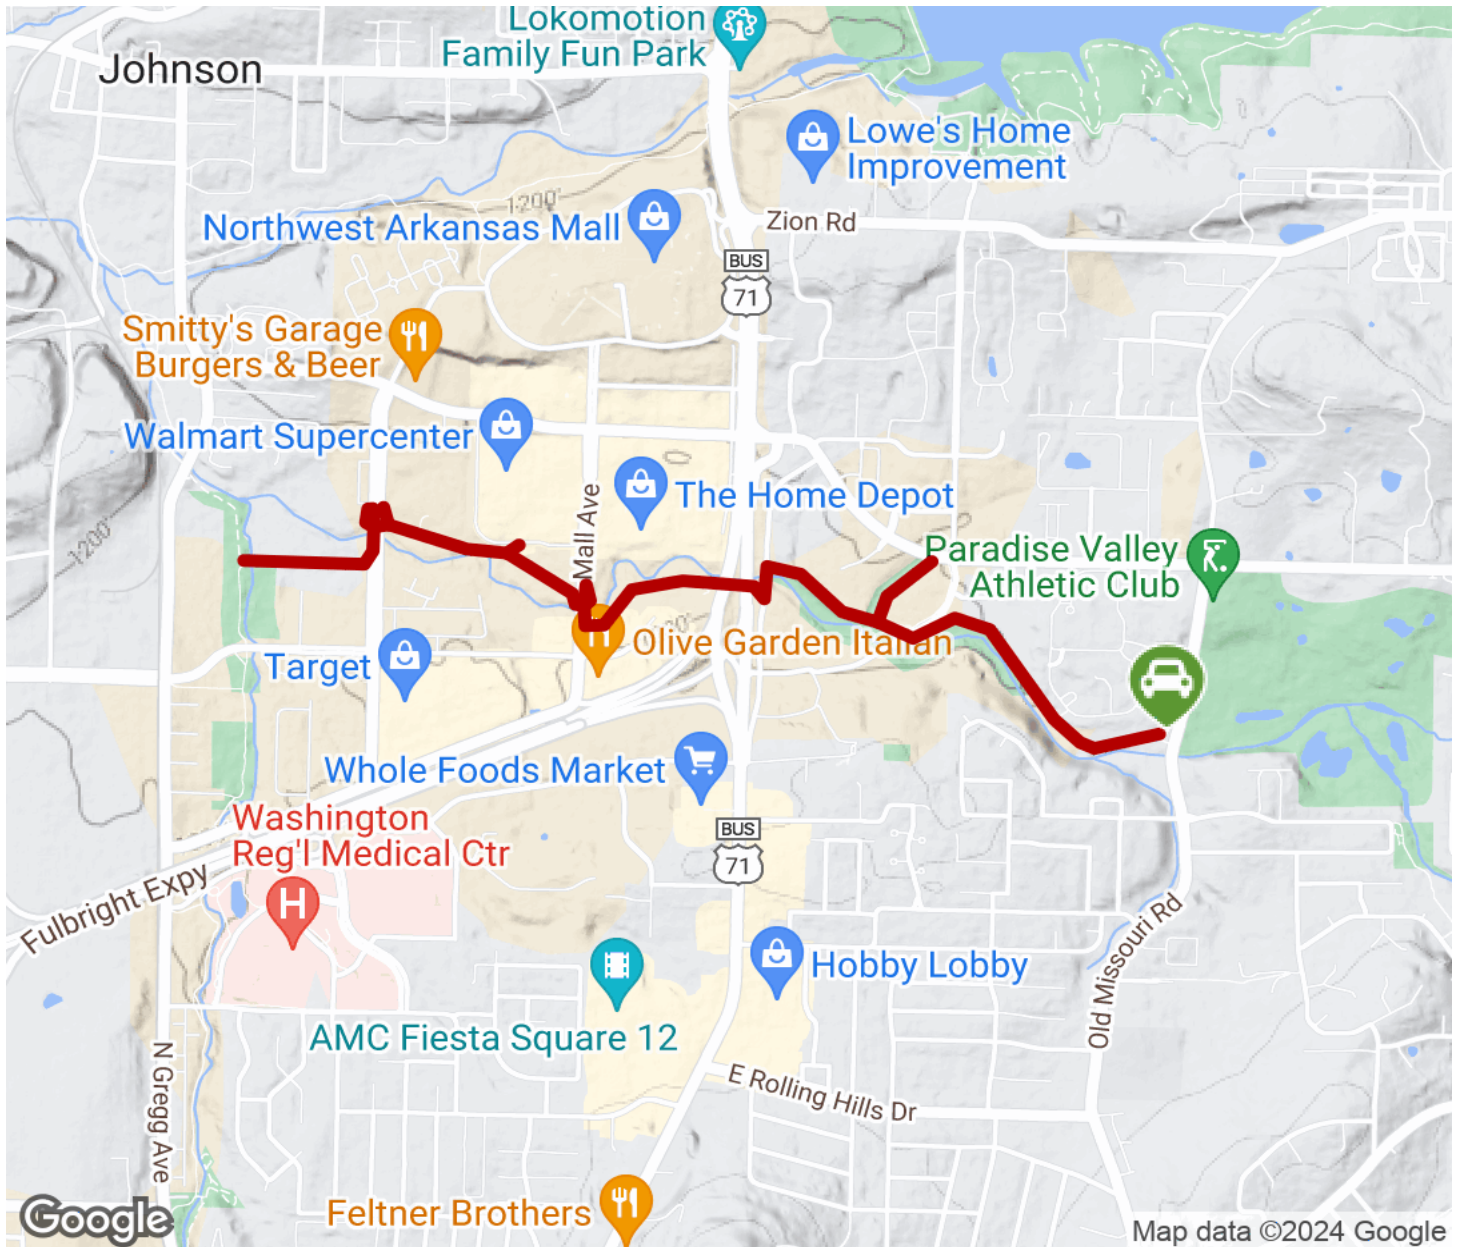 Lokomotion
Family Fun Park
Johnson
Lowe's Home
Improvement
1200'
Northwest Arkansas Mall
Zion Rd
BUS
71
Smitty's Garage
Burgers & Beer
Walmart Supercenter
The Home Depot
Mall Ave
1200'
Paradise Valley
Athletic Club
1200'
Olive Garden Italian
Target
Whole Foods Market
Washington
Reg'l Medical Ctr
H
BUS
71
Fulbright Expy
Old Missouri Rd
Hobby Lobby
AMC Fiesta Square 12
N Gregg Ave
E Rolling Hills Dr
Feltner Brothers
Google
Map data ©2024 Google